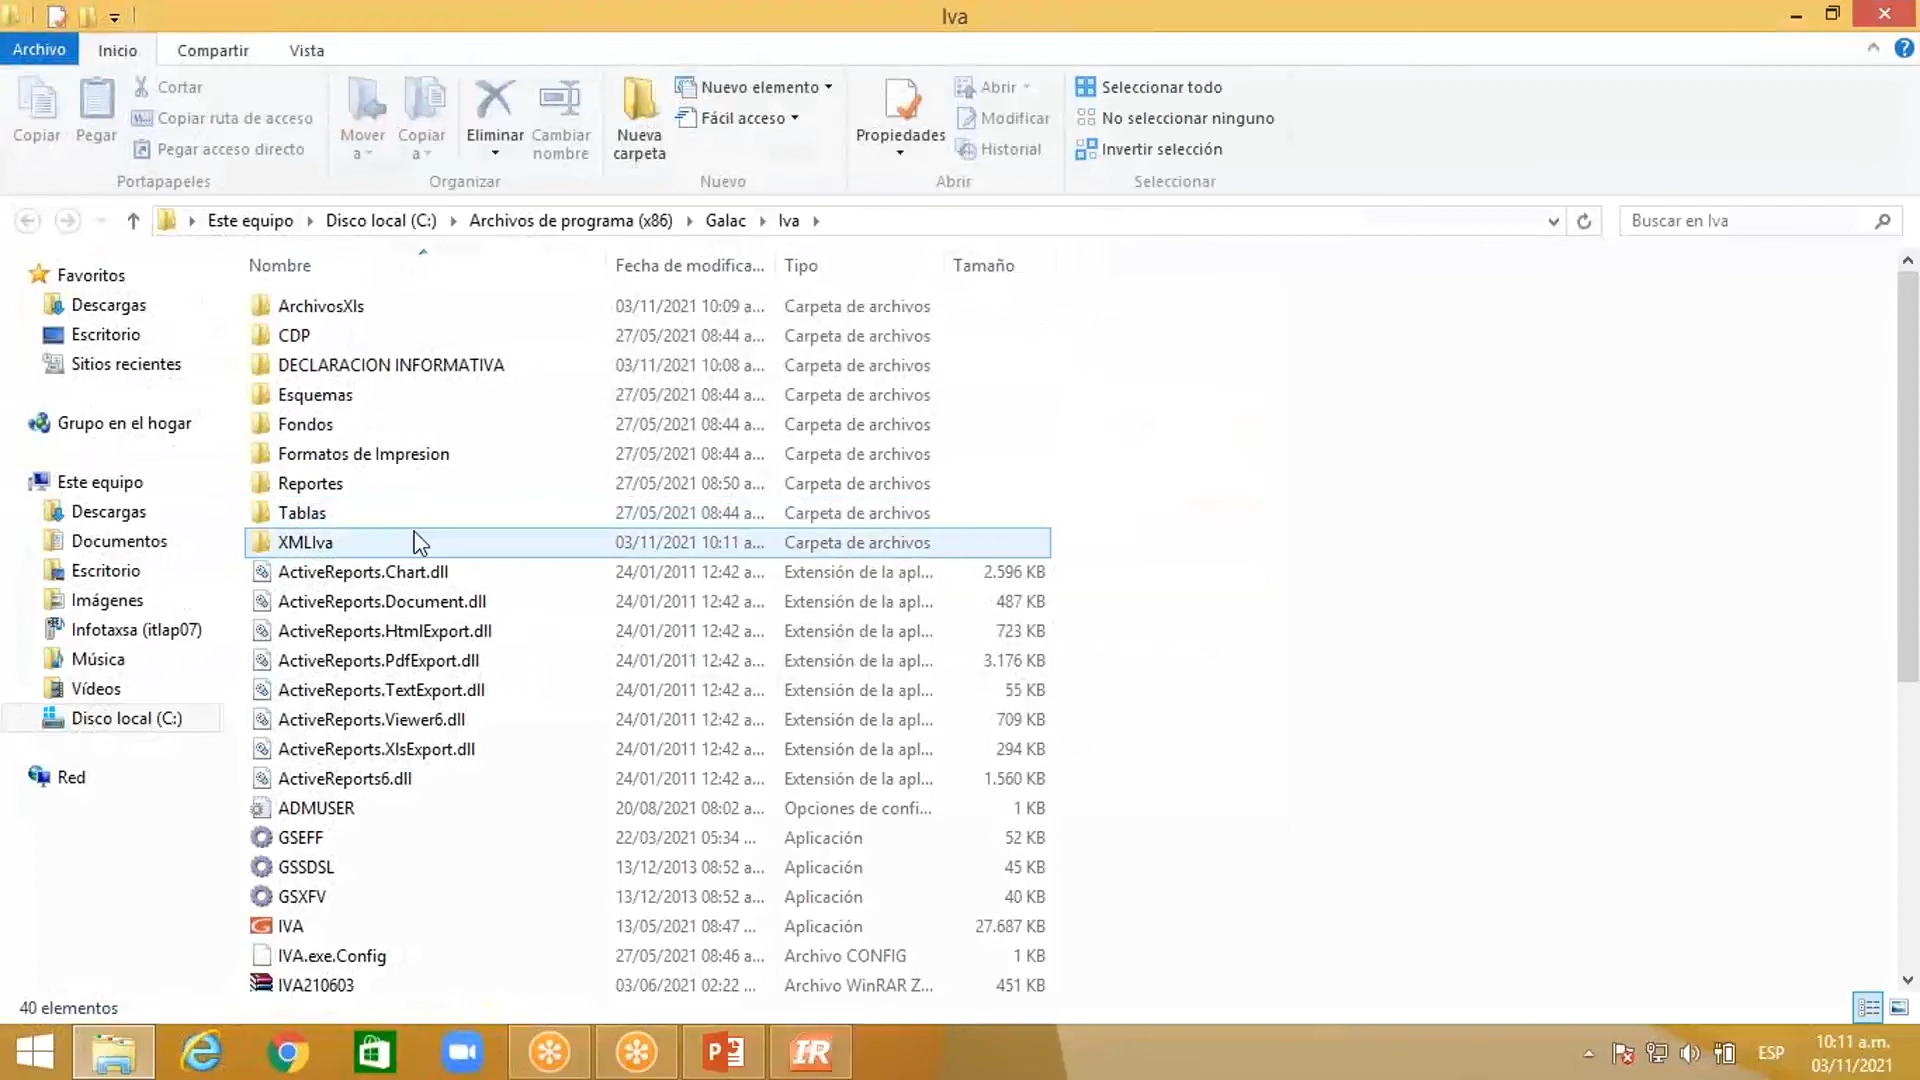 Iva
Archivo Inicio Compartir Vista
Copiar
Pegar
Cortar
Copiar ruta de acceso
Pegar acceso directo
Portapapeles
Mover a
Copiar a
Eliminar
Cambiar nombre
Organizar
Nueva carpeta
Nuevo elemento
Fácil acceso
Nuevo
Propiedades
Abrir
Modificar
Historial
Abrir
Seleccionar todo
No seleccionar ninguno
Invertir selección
Seleccionar
Este equipo Disco local (C:) Archivos de programa (x86) Galac Iva
Buscar en Iva
Favoritos
Descargas
Escritorio
Sitios recientes
Grupo en el hogar
Este equipo
Descargas
Documentos
Escritorio
Imágenes
Infotaxsa (itlap07)
Música
Vídeos
Disco local (C:)
Red
Nombre Fecha de modifica... Tipo Tamaño
ArchivosXls 03/11/2021 10:09 a... Carpeta de archivos
CDP 27/05/2021 08:44 a... Carpeta de archivos
DECLARACION INFORMATIVA 03/11/2021 10:08 a... Carpeta de archivos
Esquemas 27/05/2021 08:44 a... Carpeta de archivos
Fondos 27/05/2021 08:44 a... Carpeta de archivos
Formatos de Impresion 27/05/2021 08:44 a... Carpeta de archivos
Reportes 27/05/2021 08:50 a... Carpeta de archivos
Tablas 27/05/2021 08:44 a... Carpeta de archivos
XMLIva 03/11/2021 10:11 a... Carpeta de archivos
ActiveReports.Chart.dll 24/01/2011 12:42 a... Extensión de la apl... 2.596 KB
ActiveReports.Document.dll 24/01/2011 12:42 a... Extensión de la apl... 487 KB
ActiveReports.HtmlExport.dll 24/01/2011 12:42 a... Extensión de la apl... 723 KB
ActiveReports.PdfExport.dll 24/01/2011 12:42 a... Extensión de la apl... 3.176 KB
ActiveReports.TextExport.dll 24/01/2011 12:42 a... Extensión de la apl... 55 KB
ActiveReports.Viewer6.dll 24/01/2011 12:42 a... Extensión de la apl... 709 KB
ActiveReports.XlsExport.dll 24/01/2011 12:42 a... Extensión de la apl... 294 KB
ActiveReports6.dll 24/01/2011 12:42 a... Extensión de la apl... 1.560 KB
ADMUSER 20/08/2021 08:02 a... Opciones de confi... 1 KB
GSEFF 22/03/2021 05:34 ... Aplicación 52 KB
GSSDSL 13/12/2013 08:52 a... Aplicación 45 KB
GSXFV 13/12/2013 08:52 a... Aplicación 40 KB
IVA 13/05/2021 08:47 ... Aplicación 27.687 KB
IVA.exe.Config 27/05/2021 08:46 a... Archivo CONFIG 1 KB
IVA210603 03/06/2021 02:22 ... Archivo WinRAR Z... 451 KB
40 elementos
IR
ESP
10:11 a.m.
03/11/2021